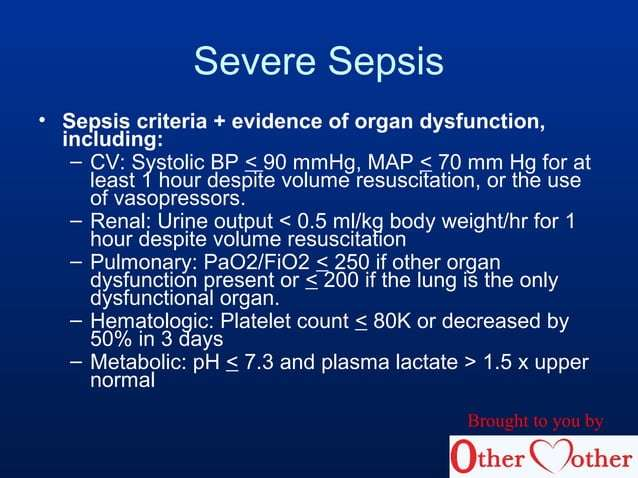 Severe Sepsis
• Sepsis criteria + evidence of organ dysfunction,
including:
– CV: Systolic BP ≤ 90 mmHg, MAP ≤ 70 mm Hg for at
least 1 hour despite volume resuscitation, or the use
of vasopressors.
– Renal: Urine output < 0.5 ml/kg body weight/hr for 1
hour despite volume resuscitation
– Pulmonary: PaO2/FiO2 ≤ 250 if other organ
dysfunction present or ≤ 200 if the lung is the only
dysfunctional organ.
– Hematologic: Platelet count ≤ 80K or decreased by
50% in 3 days
– Metabolic: pH ≤ 7.3 and plasma lactate > 1.5 x upper
normal
Brought to you by
Other other